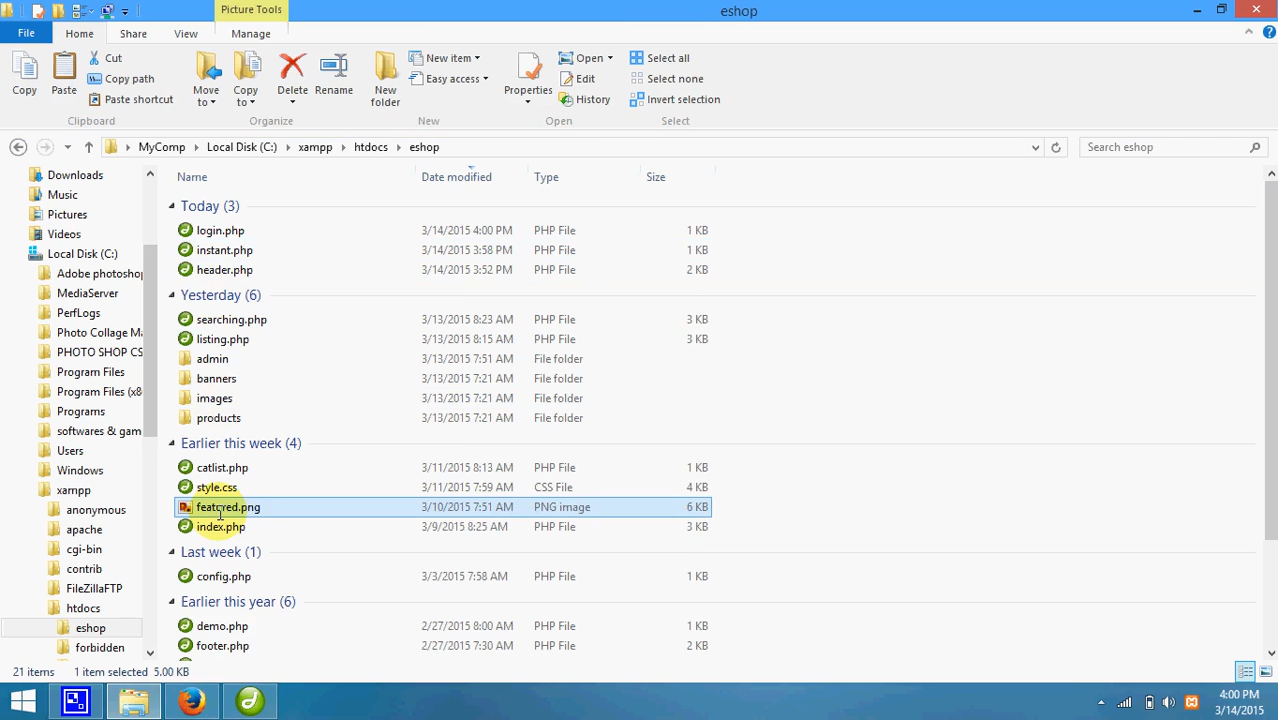 Picture Tools
eshop
File
Home
Share
View
Manage
Copy
Paste
Cut
Copy path
Paste shortcut
Clipboard
Move to
Copy to
Delete
Rename
Organize
New folder
New item
Easy access
New
Properties
Open
Edit
History
Open
Select all
Select none
Invert selection
Select
MyComp
Local Disk (C:)
xampp
htdocs
eshop
Search eshop
Downloads
Music
Pictures
Videos
Local Disk (C:)
Adobe photoshop
MediaServer
PerfLogs
Photo Collage Ma
PHOTO SHOP CS
Program Files
Program Files (x8
Programs
softwares & gam
Users
Windows
xampp
anonymous
apache
cgi-bin
contrib
FileZillaFTP
htdocs
eshop
forbidden
Name Date modified Type Size
Today (3)
login.php 3/14/2015 4:00 PM PHP File 1 KB
instant.php 3/14/2015 3:58 PM PHP File 1 KB
header.php 3/14/2015 3:52 PM PHP File 2 KB
Yesterday (6)
searching.php 3/13/2015 8:23 AM PHP File 3 KB
listing.php 3/13/2015 8:15 AM PHP File 3 KB
admin 3/13/2015 7:51 AM File folder
banners 3/13/2015 7:21 AM File folder
images 3/13/2015 7:21 AM File folder
products 3/13/2015 7:21 AM File folder
Earlier this week (4)
catlist.php 3/11/2015 8:13 AM PHP File 1 KB
style.css 3/11/2015 7:59 AM CSS File 4 KB
featured.png 3/10/2015 7:51 AM PNG image 6 KB
index.php 3/9/2015 8:25 AM PHP File 3 KB
Last week (1)
config.php 3/3/2015 7:58 AM PHP File 1 KB
Earlier this year (6)
demo.php 2/27/2015 8:00 AM PHP File 1 KB
footer.php 2/27/2015 7:30 AM PHP File 2 KB
21 items 1 item selected 5.00 KB
4:00 PM
3/14/2015